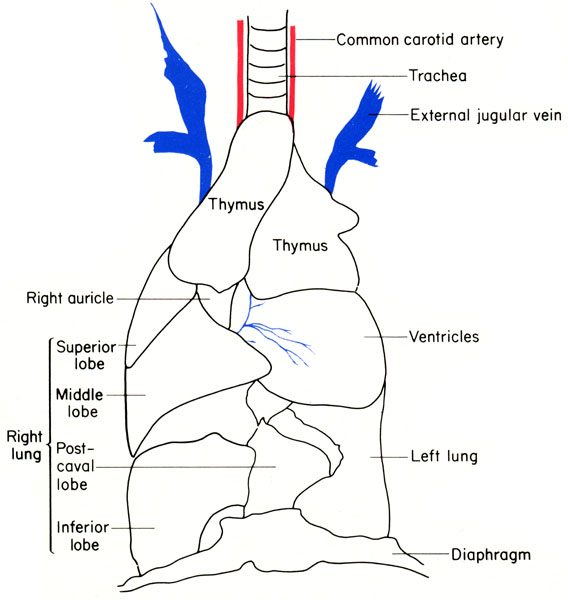 Common carotid artery
Trachea
External jugular vein
Thymus
Thymus
Right auricle
Ventricles
Superior
lobe
Middle
lobe
Right
lung
Post-
caval
lobe
Left lung
Inferior
lobe
Diaphragm